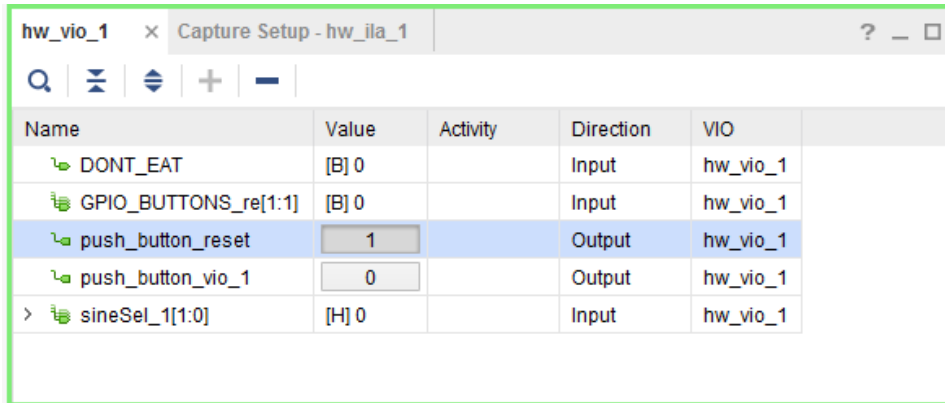 hw_vio_1 × Capture Setup - hw_ila_1 ?
Name Value Activity Direction VIO
DONT_EAT [B] 0 Input hw_vio_1
GPIO_BUTTONS_re[1:1] [B] 0 Input hw_vio_1
push_button_reset 1 Output hw_vio_1
push_button_vio_1 0 Output hw_vio_1
> sineSel_1[1:0] [H] 0 Input hw_vio_1